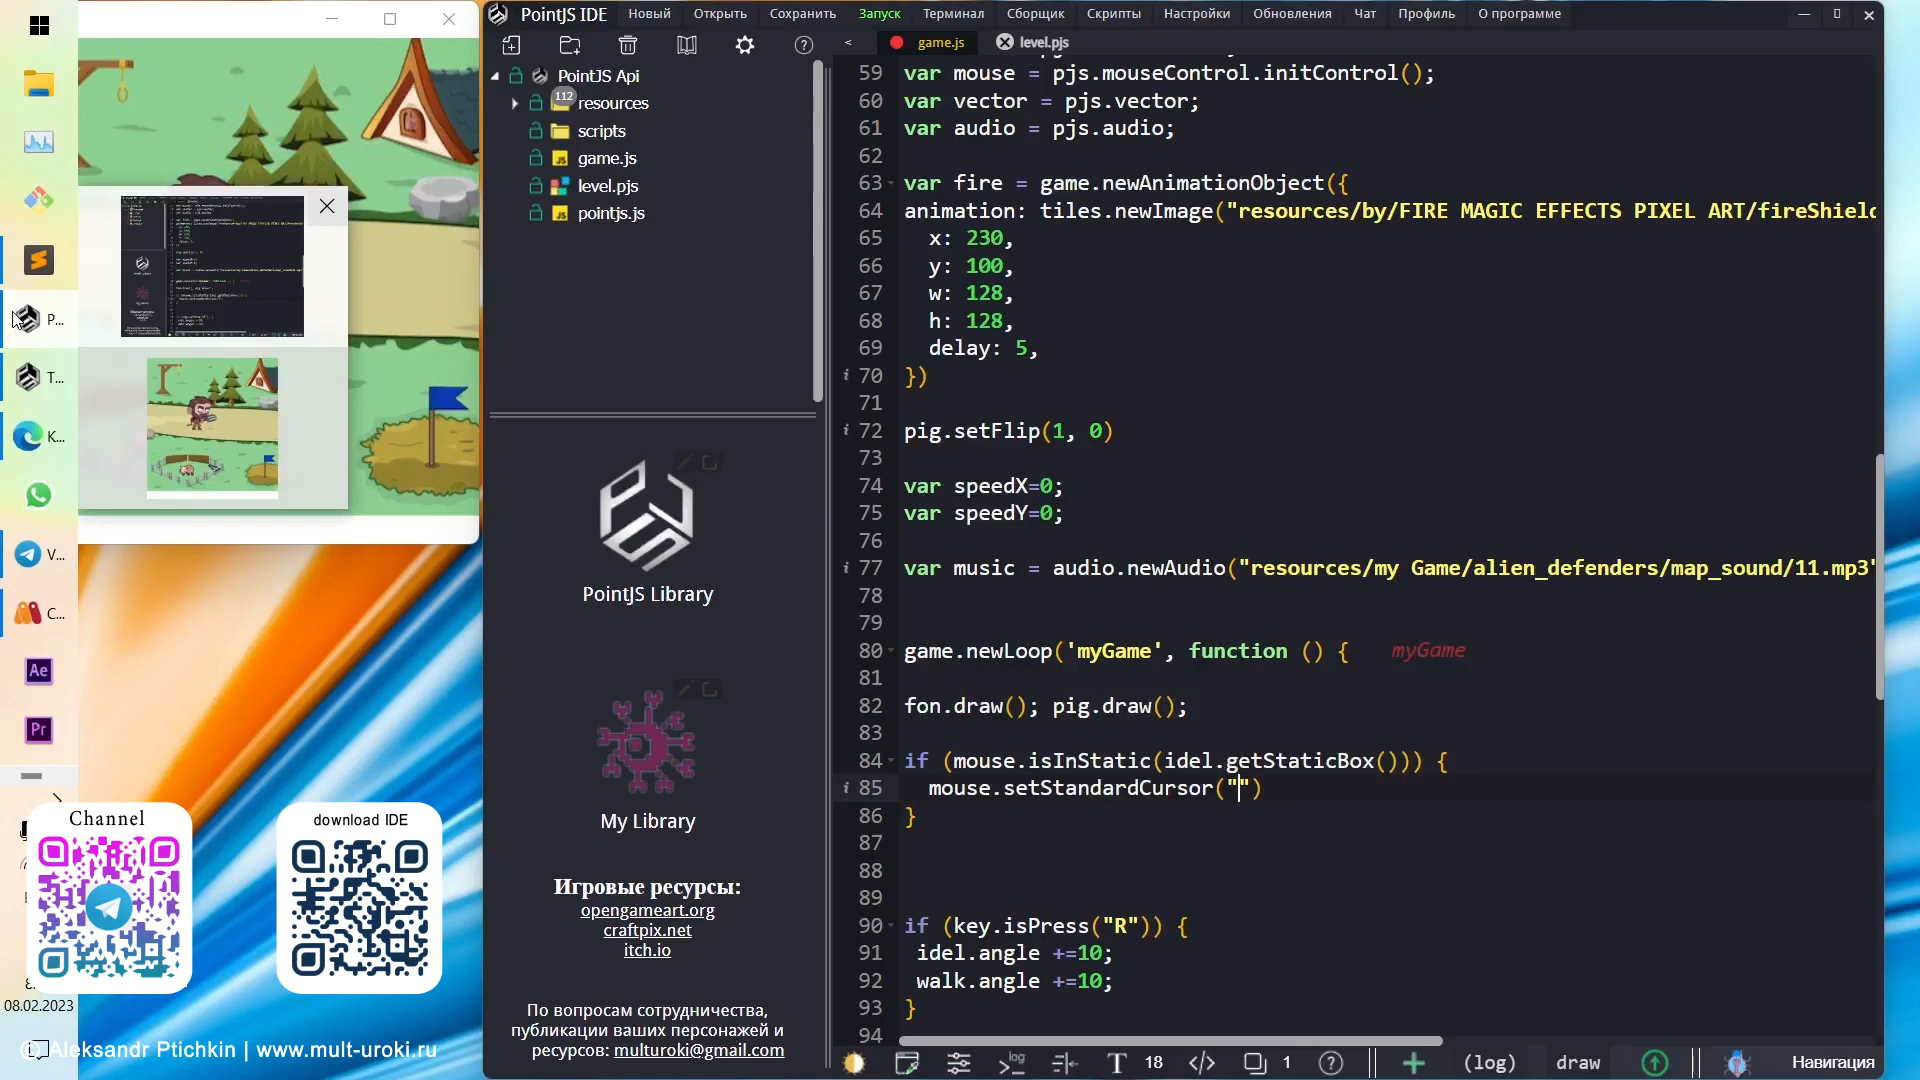 PointJS IDE
Новый
Открыть
Сохранить
Запуск
Терминал
Сборщик
Скрипты
Настройки
Обновления
Чат
Профиль
О программе
game.js
level.pjs
PointJS Api
112
resources
scripts
game.js
level.pjs
pointjs.js
PointJS Library
My Library
Игровые ресурсы:
opengameart.org
craftpix.net
itch.io
По вопросам сотрудничества,
публикации ваших персонажей и
ресурсов: multuroki@gmail.com
59 var mouse = pjs.mouseControl.initControl();
60 var vector = pjs.vector;
61 var audio = pjs.audio;
62
63 var fire = game.newAnimationObject({
64 animation: tiles.newImage("resources/by/FIRE MAGIC EFFECTS PIXEL ART/fireShield
65 x: 230,
66 y: 100,
67 w: 128,
68 h: 128,
69 delay: 5,
70 })
71
72 pig.setFlip(1, 0)
73
74 var speedX=0;
75 var speedY=0;
76
77 var music = audio.newAudio("resources/my Game/alien_defenders/map_sound/11.mp3"
78
79
80 game.newLoop('myGame', function () { myGame
81
82 fon.draw(); pig.draw();
83
84 if (mouse.isInStatic(idel.getStaticBox())) {
85 mouse.setStandardCursor("")
86 }
87
88
89
90 if (key.isPress("R")) {
91 idel.angle +=10;
92 walk.angle +=10;
93 }
94
log
T 18
1
(log)
draw
Навигация
P...
T...
K...
V...
C...
Ae
Pr
Channel
download IDE
08.02.2023
© Aleksandr Ptichkin | www.mult-uroki.ru